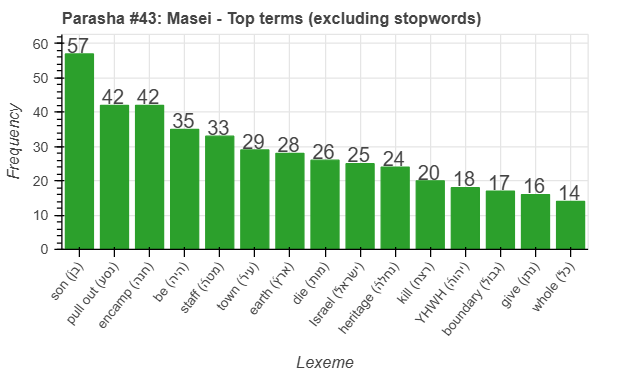 Parasha #43: Masei - Top terms (excluding stopwords)
Frequency
60
50
40
30
20
10
0
57
42
42
35
33
29
28
26
25
24
20
18
17
16
14
son (בן)
pull out (נסע)
encamp (חנה)
be (היה)
staff (מטה)
town (עיר)
earth (ארץ)
die (מות)
Israel (ישראל)
heritage (נחלה)
kill (רצח)
YHWH (יהוה)
boundary (גבול)
give (נתן)
whole (כל)
Lexeme